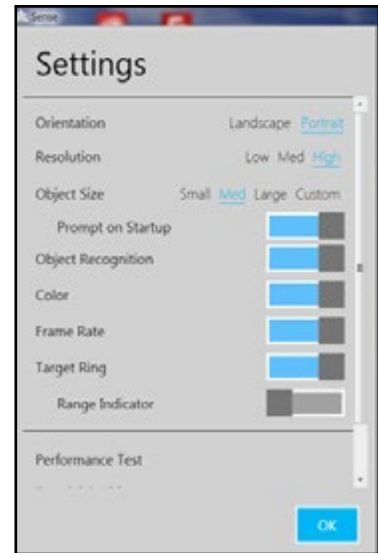 Sense
Settings
Orientation Landscape Portrait
Resolution Low Med High
Object Size Small Med Large Custom
Prompt on Startup
Object Recognition
Color
Frame Rate
Target Ring
Range Indicator
Performance Test
OK